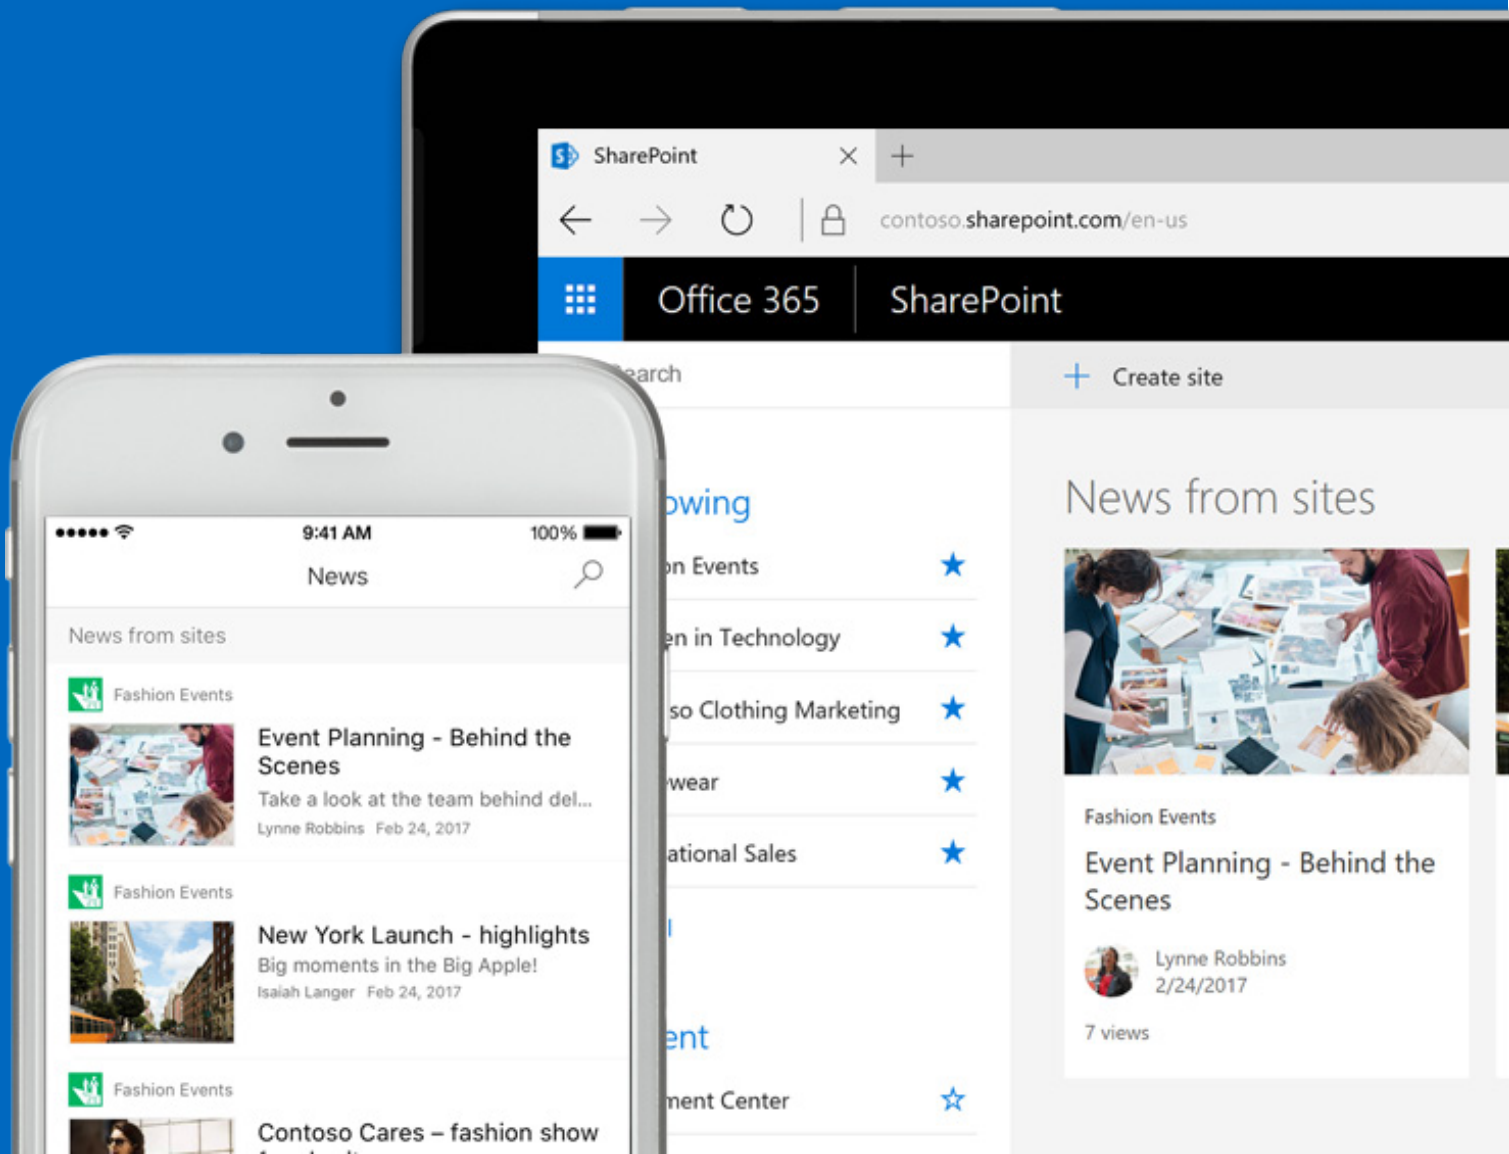 SharePoint
contoso.sharepoint.com/en-us
Office 365
SharePoint
Create site
9:41 AM
100%
News
News from sites
Fashion Events
Event Planning - Behind the
Scenes
Take a look at the team behind del...
Lynne Robbins Feb 24, 2017
Fashion Events
New York Launch - highlights
Big moments in the Big Apple!
Isaiah Langer Feb 24, 2017
Fashion Events
Contoso Cares – fashion show
earch
owing
on Events
en in Technology
so Clothing Marketing
wear
ational Sales
ent
ment Center
News from sites
Fashion Events
Event Planning - Behind the
Scenes
Lynne Robbins
2/24/2017
7 views